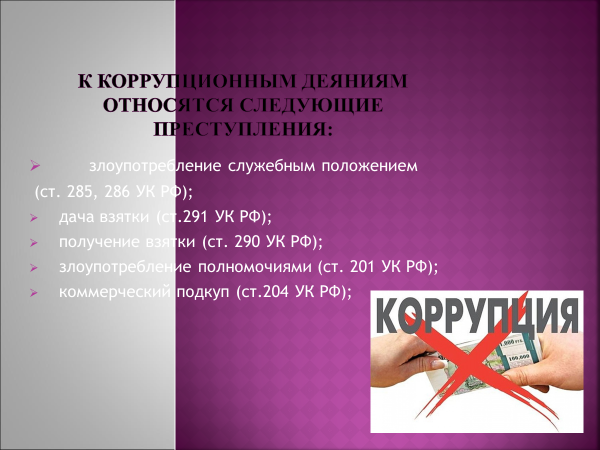 К КОРРУПЦИОННЫМ ДЕЯНИЯМ
ОТНОСЯТСЯ СЛЕДУЮЩИЕ
ПРЕСТУПЛЕНИЯ:
злоупотребление служебным положением
(ст. 285, 286 УК РФ);
дача взятки (ст.291 УК РФ);
получение взятки (ст. 290 УК РФ);
злоупотребление полномочиями (ст. 201 УК РФ);
коммерческий подкуп (ст.204 УК РФ);
КОРРУПЦИЯ
100.000